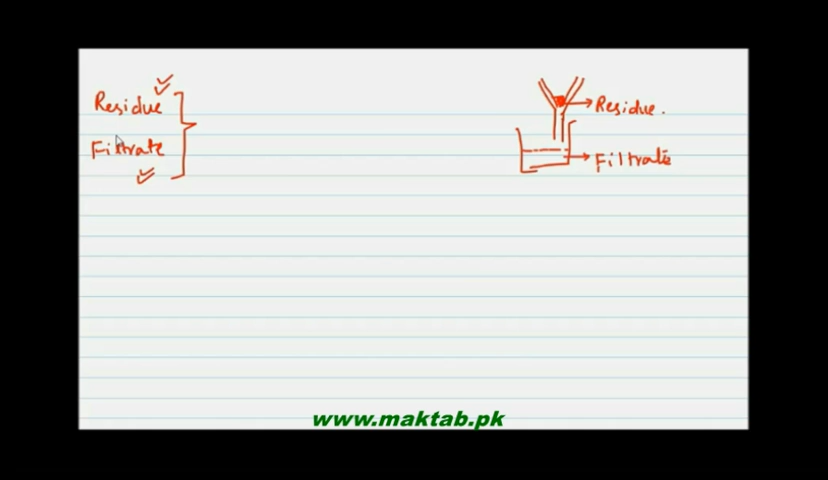 Residue
Filtrate
Residue.
Filtrate
www.maktab.pk